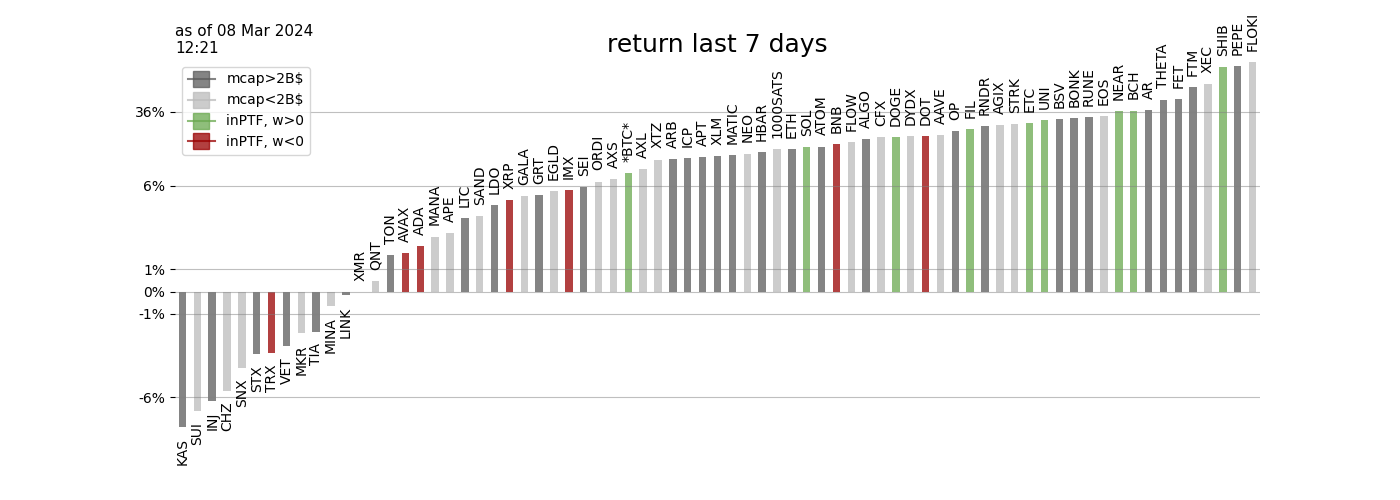 as of 08 Mar 2024
12:21
return last 7 days
mcap>2B$
mcap<2B$
inPTF, w>0
inPTF, w<0
36%
6%
1%
0%
-1%
-6%
KAS
SUI
INJ
CHZ
SNX
STX
TRX
VET
MKR
TIA
MINA
LINK
XMR
QNT
TON
AVAX
ADA
MANA
APE
LTC
SAND
LDO
XRP
GALA
GRT
EGLD
IMX
SEI
ORDI
AXS
*BTC*
AXL
XTZ
ARB
ICP
APT
XLM
MATIC
NEO
HBAR
1000SATS
ETH
SOL
ATOM
BNB
FLOW
ALGO
CFX
DOGE
DYDX
DOT
AAVE
OP
FIL
RNDR
AGIX
STRK
ETC
UNI
BSV
BONK
RUNE
EOS
NEAR
BCH
AR
THETA
FET
FTM
XEC
SHIB
PEPE
FLOKI